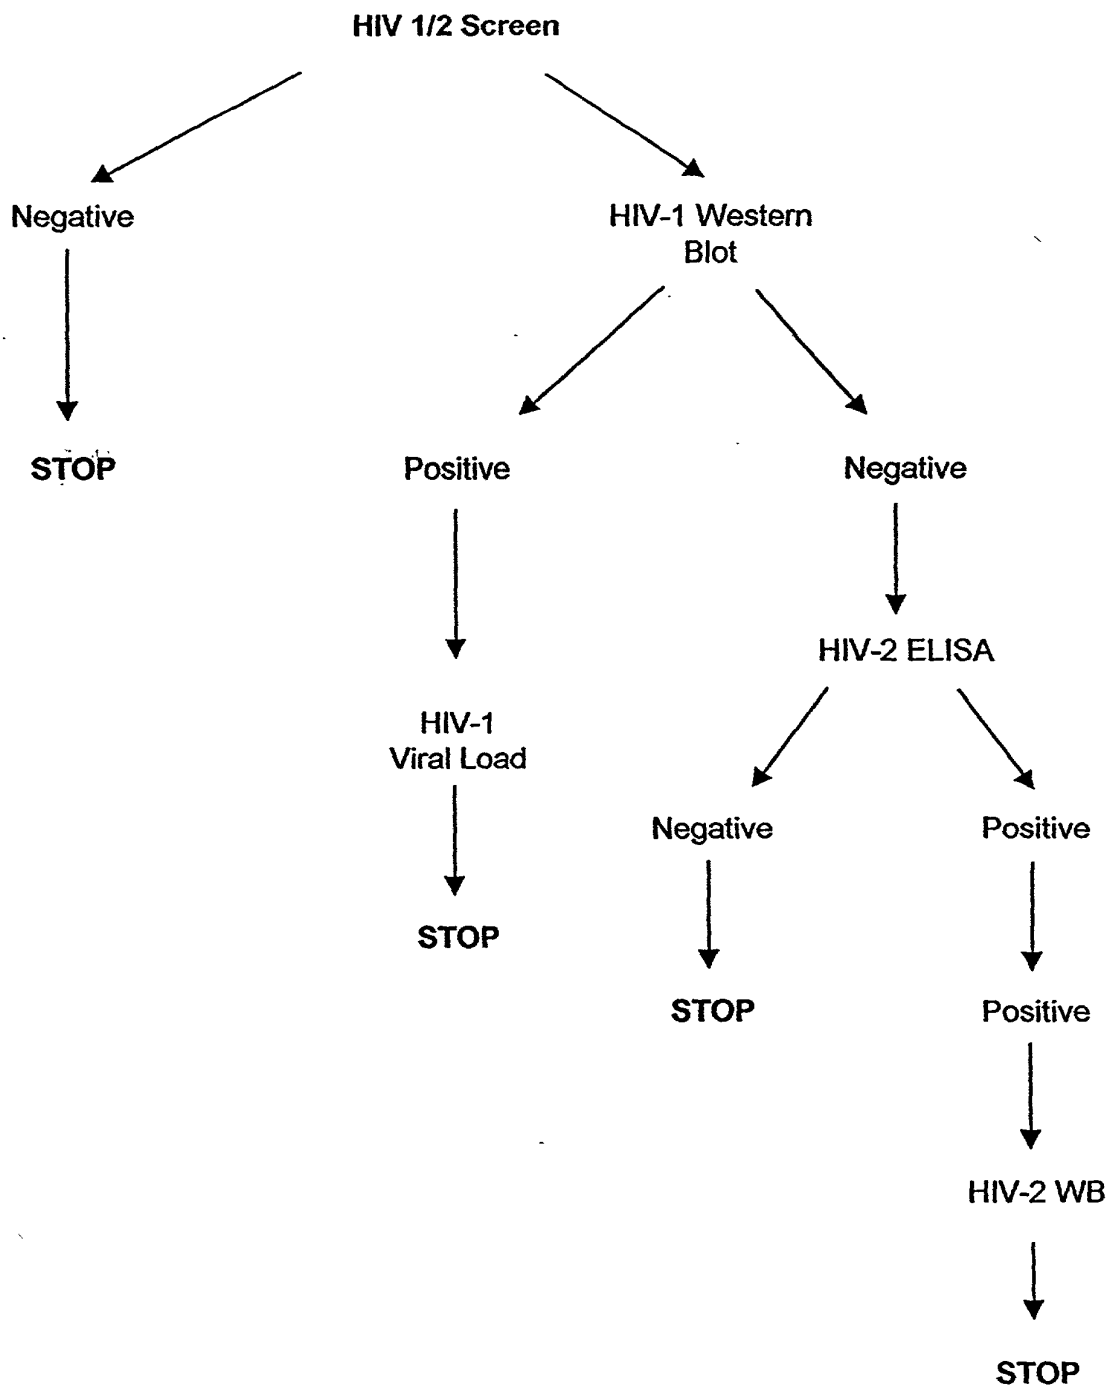 HIV 1/2 Screen
Negative
HIV-1 Western
Blot
STOP
Positive
Negative
HIV-2 ELISA
HIV-1
Viral Load
Negative
Positive
STOP
STOP
Positive
HIV-2 WB
STOP